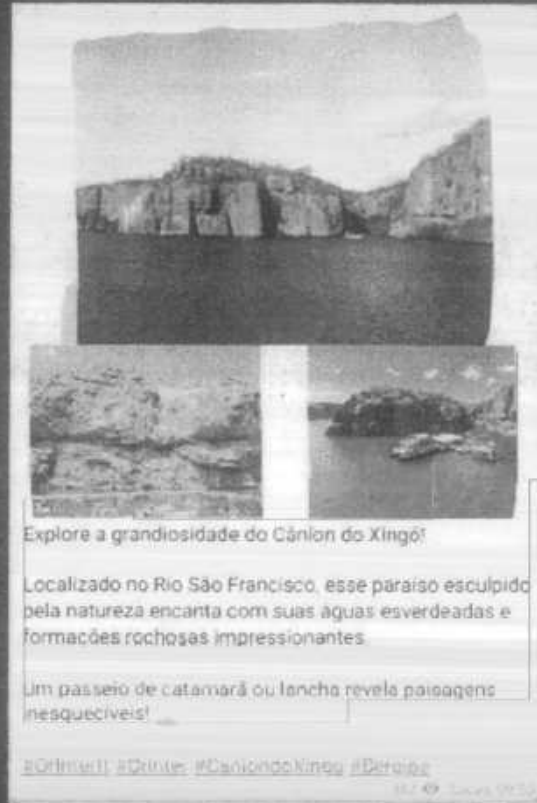 Explore a grandiosidade do Cânion do Xingó!
Localizado no Rio São Francisco, esse paraíso esculpido
pela natureza encanta com suas águas esverdeadas e
formações rochosas impressionantes.
Um passeio de catamarã ou lancha revela paisagens
inesquecíveis!
#CaniondoXingo #Sergipe